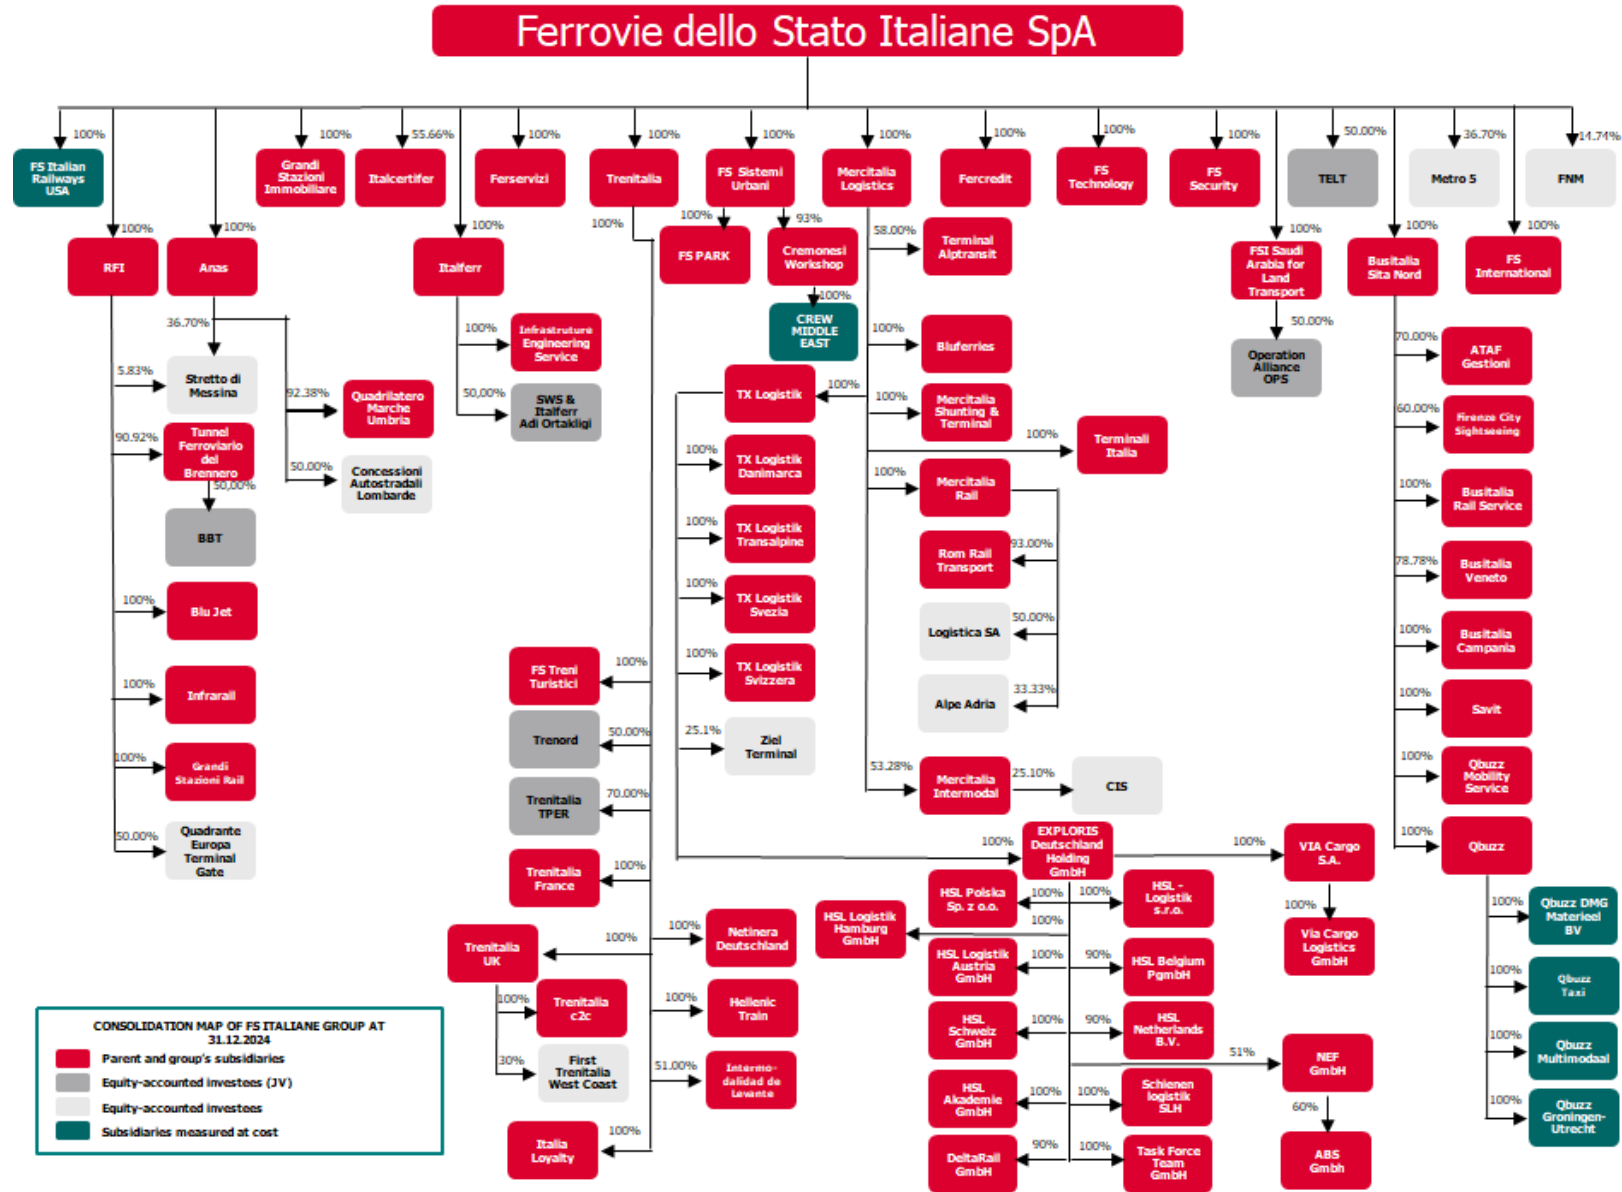 Ferrovie dello Stato Italiane SpA
100%
55.66%
100%
100%
100%
100%
100%
100%
100%
50.00%
36.70%
14.74%
FS Italian
Railways
USA
Grandi
Stazioni
Immobiliare
Italcertifer
Ferservizi
Trenitalia
FS Sistemi
Urbani
Mercitalia
Logistics
Fercredit
FS
Technology
FS
Security
TELT
Metro 5
FNM
100%
RFI
100%
Anas
100%
Italferr
100%
100%
FS PARK
93%
Cremonesi
Workshop
100%
CREW
MIDDLE
EAST
58.00%
Terminal
Alptransit
100%
FSI Saudi
Arabia for
Land
Transport
100%
Busitalia
Sita Nord
100%
FS
International
36.70%
5.83%
Stretto di
Messina
92.38%
Quadrilatero
Marche
Umbria
90.92%
Tunnel
Ferroviario
del
Brennero
50.00%
Concessioni
Autostradali
Lombarde
50,00%
BBT
100%
Blu Jet
100%
Infrarail
100%
Grandi
Stazioni Rail
50.00%
Quadrante
Europa
Terminal
Gate
100%
Infrastruture
Engineering
Service
50,00%
SWS &
Italferr
Adi Ortakligi
100%
Bluferries
100%
TX Logistik
100%
Mercitalia
Shunting &
Terminal
100%
Terminali
Italia
100%
Mercitalia
Rail
93.00%
Rom Rail
Transport
50.00%
Logistica SA
33.33%
Alpe Adria
53.28%
Mercitalia
Intermodal
25.10%
CIS
100%
TX Logistik
Danimarca
100%
TX Logistik
Transalpine
100%
TX Logistik
Svezia
100%
TX Logistik
Svizzera
25.1%
Ziel
Terminal
50.00%
Operation
Alliance
OPS
70.00%
ATAF
Gestioni
60.00%
Firenze City
Sightseeing
100%
Busitalia
Rail Service
78.78%
Busitalia
Veneto
100%
Busitalia
Campania
100%
Savit
100%
Qbuzz
Mobility
Service
100%
Qbuzz
100%
Qbuzz DMG
Materieel
BV
100%
Qbuzz
Taxi
100%
Qbuzz
Multimodaal
100%
Qbuzz
Groningen-
Utrecht
FS Treni
Turistici
100%
Trenord
50.00%
Trenitalia
TPER
70.00%
Trenitalia
France
100%
Trenitalia
UK
100%
100%
Trenitalia
c2c
30%
First
Trenitalia
West Coast
Italia
Loyalty
100%
100%
Netinera
Deutschland
100%
Hellenic
Train
51.00%
Intermo-
dalidad de
Levante
100%
EXPLORIS
Deutschland
Holding
GmbH
100%
VIA Cargo
S.A.
100%
Via Cargo
Logistics
GmbH
HSL Polska
Sp. z o.o.
100%
100%
HSL -
Logistik
s.r.o.
HSL Logistik
Hamburg
GmbH
100%
HSL Logistik
Austria
GmbH
100%
90%
HSL Belgium
PgmbH
HSL
Schweiz
GmbH
100%
90%
HSL
Netherlands
B.V.
51%
NEF
GmbH
60%
ABS
Gmbh
HSL
Akademie
GmbH
100%
100%
Schienen
logistik
SLH
DeltaRail
GmbH
90%
100%
Task Force
Team
GmbH
CONSOLIDATION MAP OF FS ITALIANE GROUP AT
31.12.2024
Parent and group's subsidiaries
Equity-accounted investees (JV)
Equity-accounted investees
Subsidiaries measured at cost